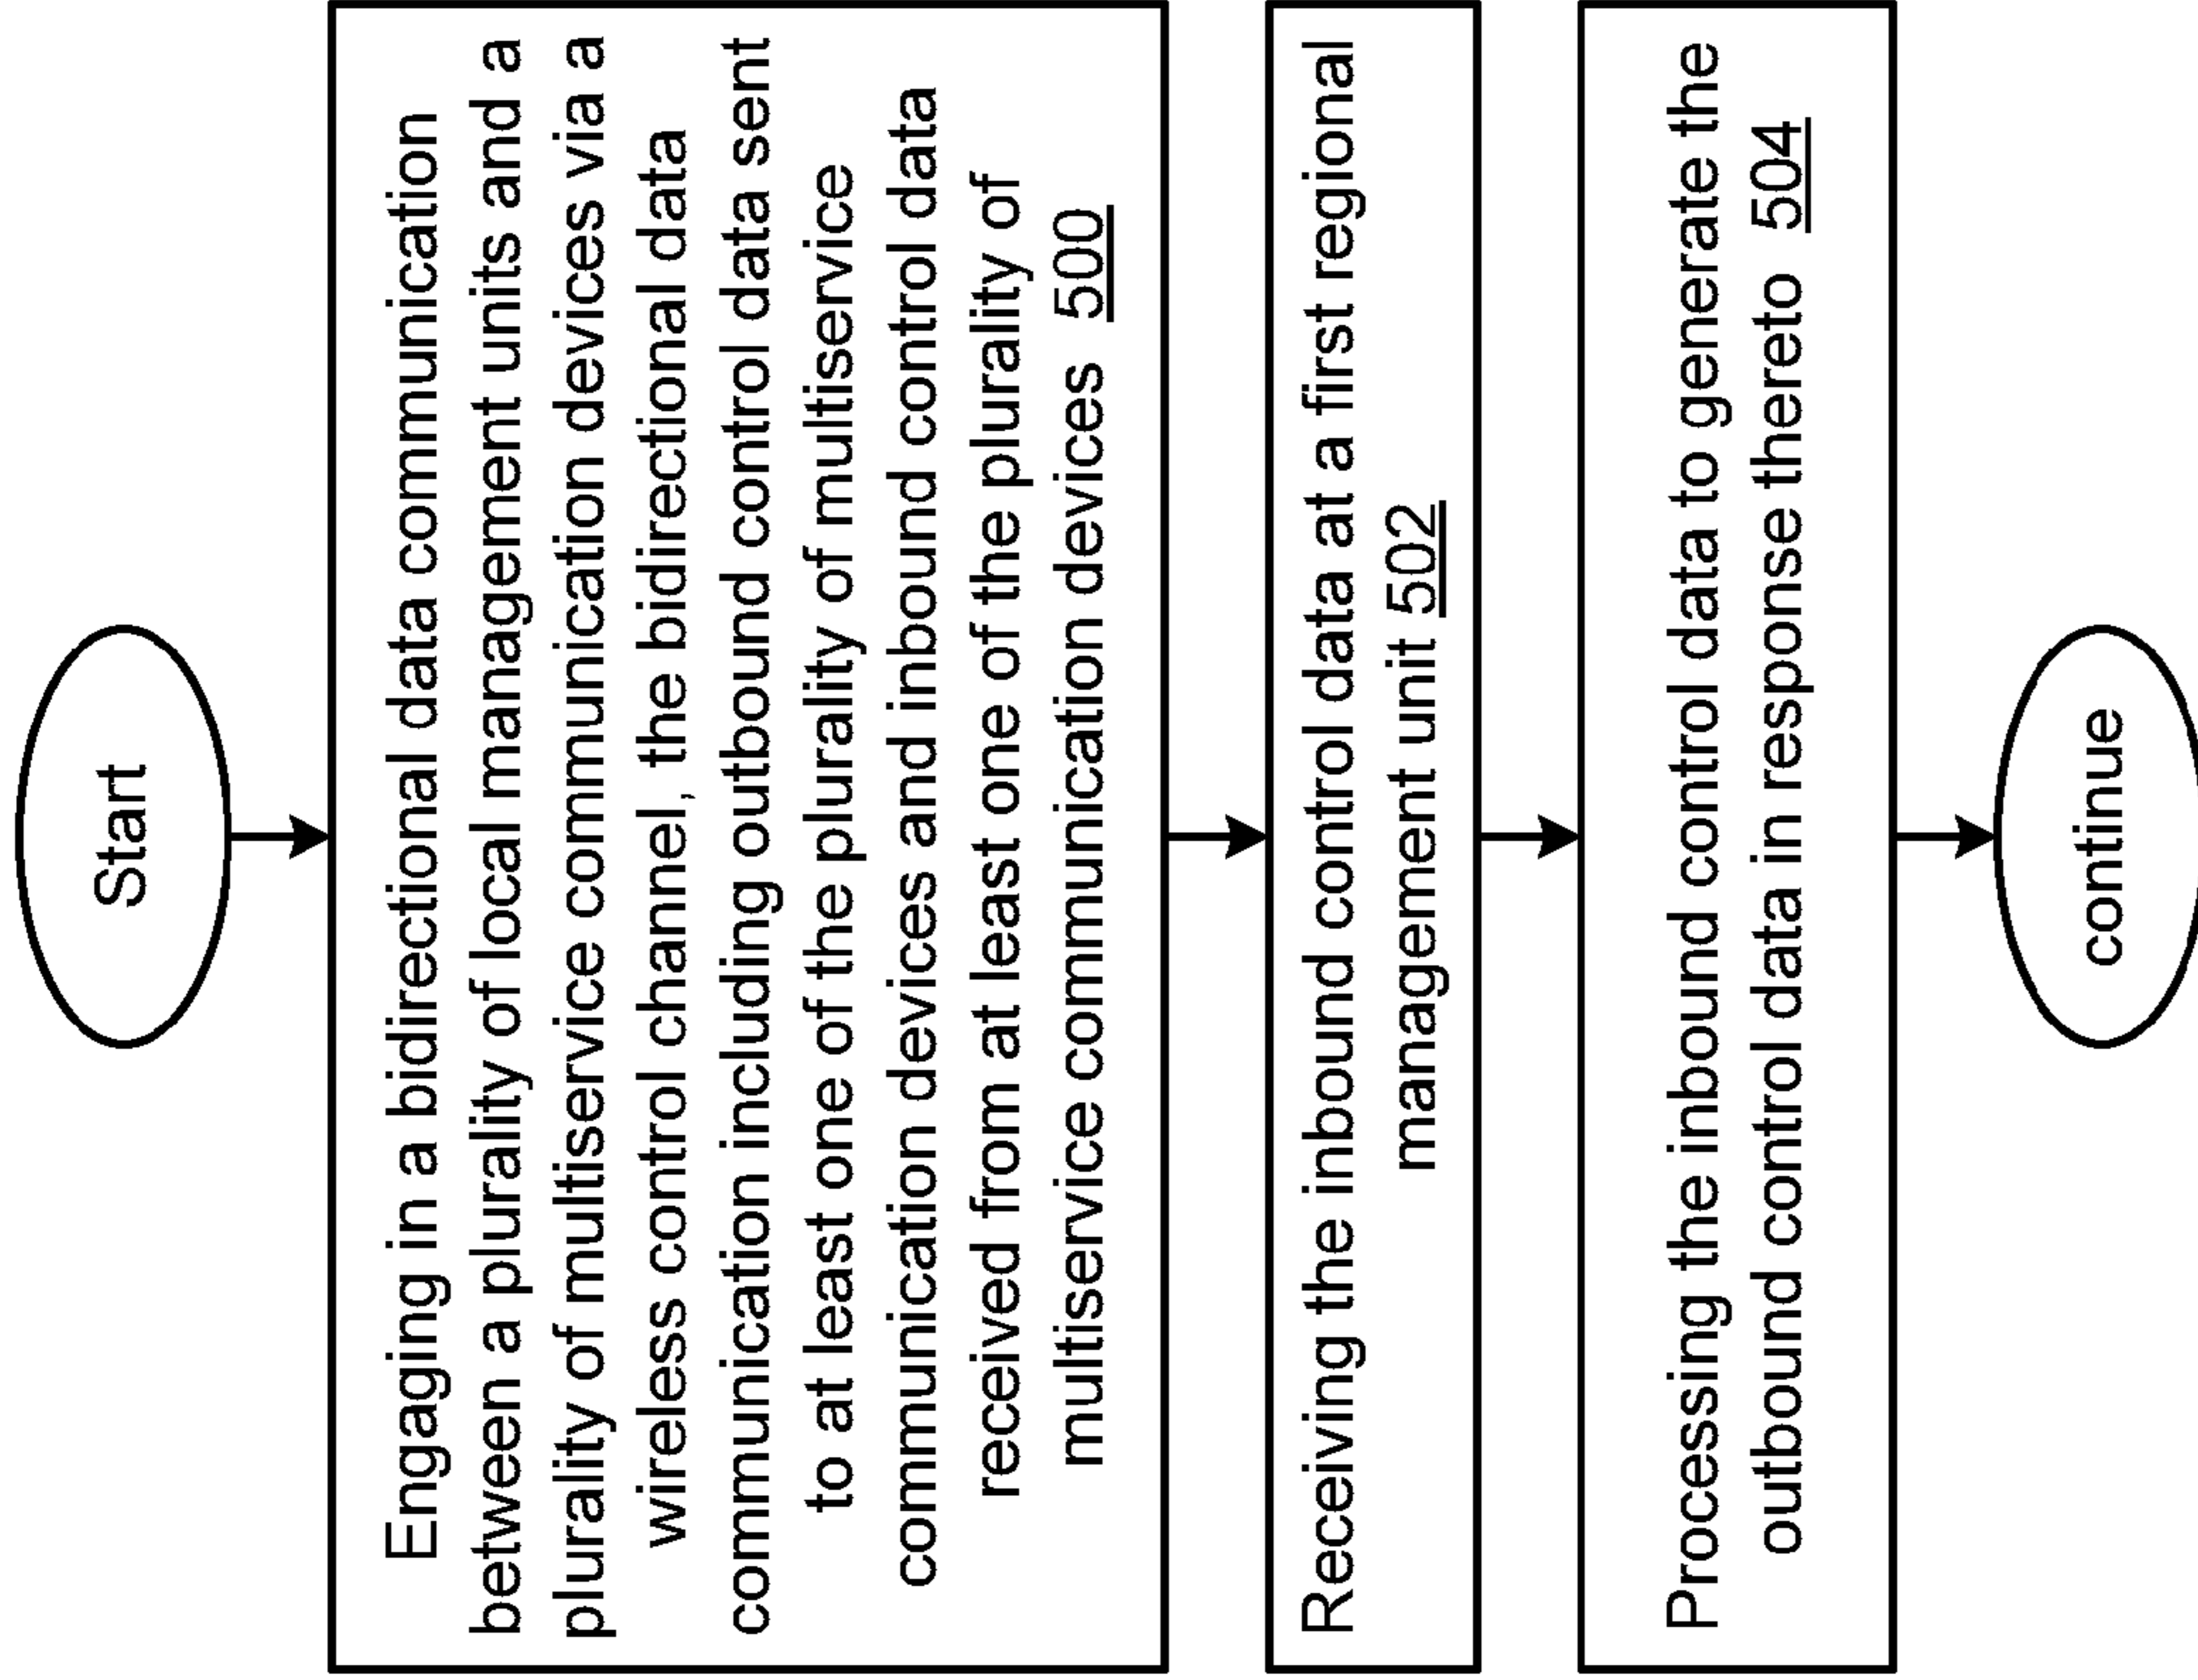 Start
Engaging in a bidirectional data communication
between a plurality of local management units and a
plurality of multiservice communication devices via a
wireless control channel, the bidirectional data
communication including outbound control data sent
to at least one of the plurality of multiservice
communication devices and inbound control data
received from at least one of the plurality of
multiservice communication devices 500
Receiving the inbound control data at a first regional
management unit 502
Processing the inbound control data to generate the
outbound control data in response thereto 504
continue